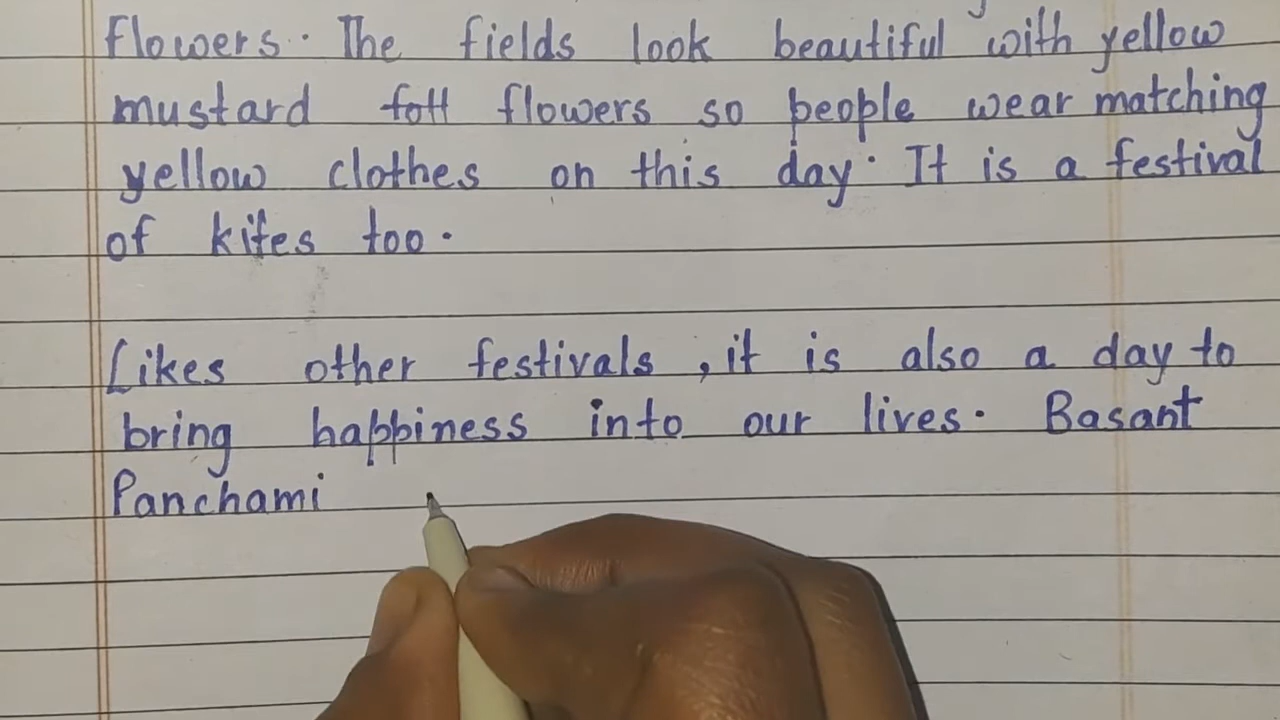 flowers. The fields look beautiful with yellow
mustard fott flowers so people wear matching
yellow clothes on this day. It is a festival
of kites too.
Likes other festivals, it is also a day to
bring happiness into our lives. Basant
Panchami